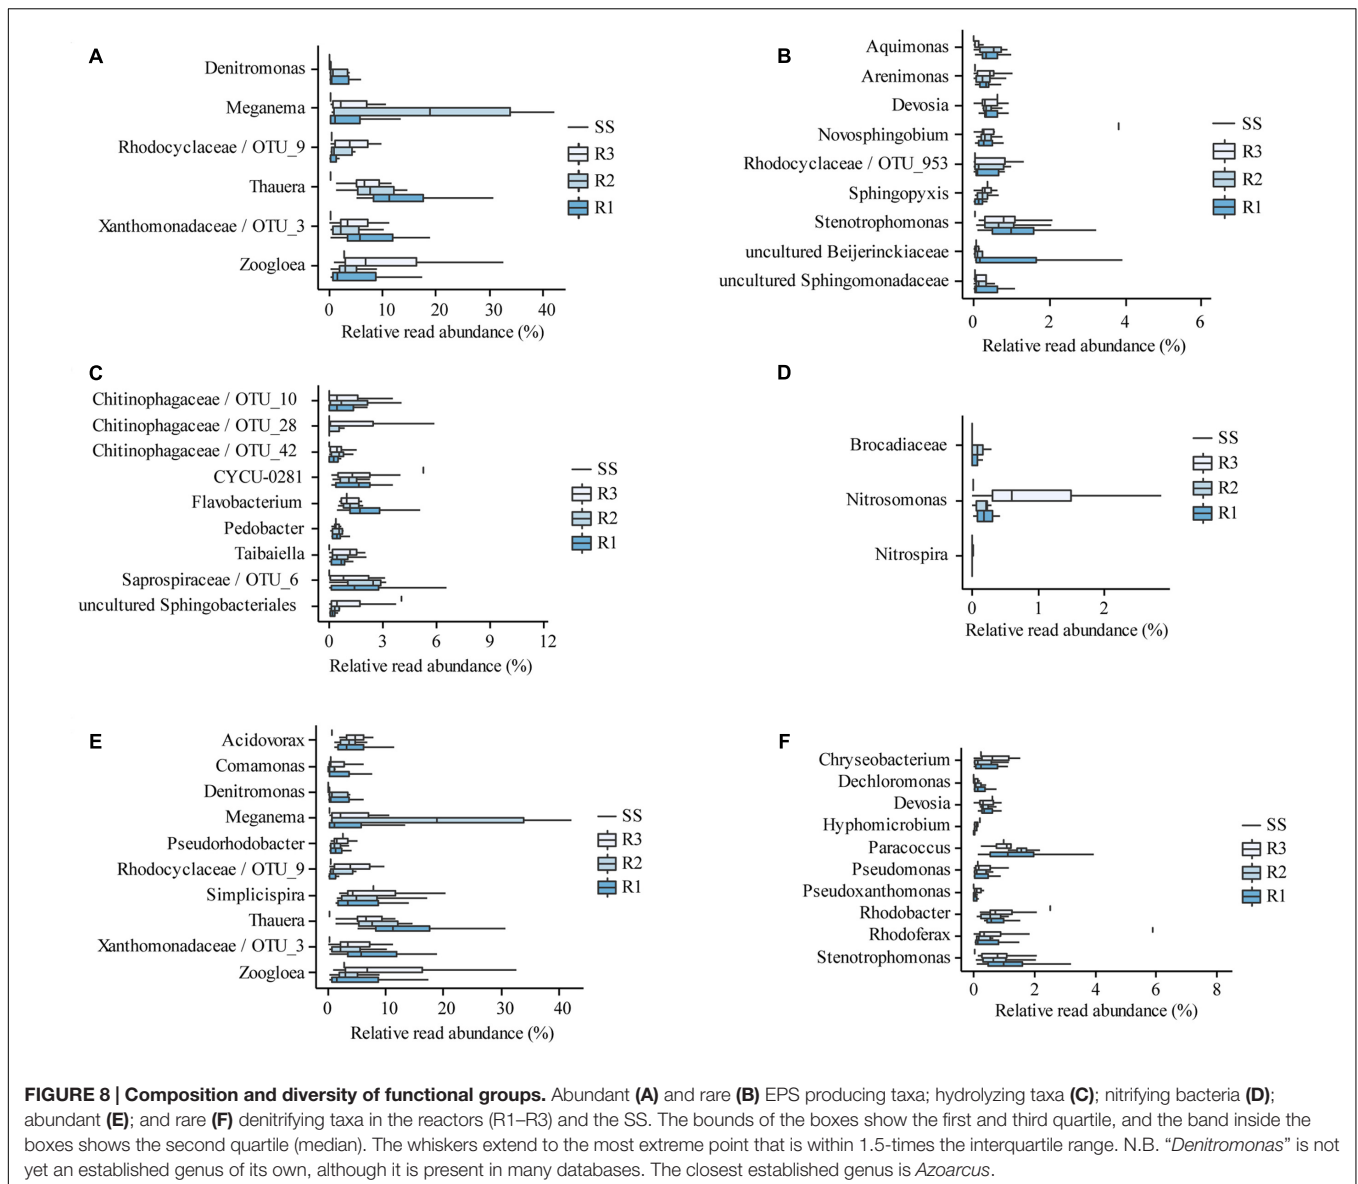 A
Denitromonas
Meganema
Rhodocyclaceae / OTU_9
Thauera
Xanthomonadaceae / OTU_3
Zoogloea
0 10 20 30 40
Relative read abundance (%)
SS
R3
R2
R1
B
Aquimonas
Arenimonas
Devosia
Novosphingobium
Rhodocyclaceae / OTU_953
Sphingopyxis
Stenotrophomonas
uncultured Beijerinckiaceae
uncultured Sphingomonadaceae
0 2 4 6
Relative read abundance (%)
SS
R3
R2
R1
C
Chitinophagaceae / OTU_10
Chitinophagaceae / OTU_28
Chitinophagaceae / OTU_42
CYCU-0281
Flavobacterium
Pedobacter
Taibaiella
Saprospiraceae / OTU_6
uncultured Sphingobacteriales
0 3 6 9 12
Relative read abundance (%)
SS
R3
R2
R1
D
Brocadiaceae
Nitrosomonas
Nitrospira
0 1 2
Relative read abundance (%)
SS
R3
R2
R1
E
Acidovorax
Comamonas
Denitromonas
Meganema
Pseudorhodobacter
Rhodocyclaceae / OTU_9
Simplicispira
Thauera
Xanthomonadaceae / OTU_3
Zoogloea
0 10 20 30 40
Relative read abundance (%)
SS
R3
R2
R1
F
Chryseobacterium
Dechloromonas
Devosia
Hyphomicrobium
Paracoccus
Pseudomonas
Pseudoxanthomonas
Rhodobacter
Rhodoferax
Stenotrophomonas
0 2 4 6 8
Relative read abundance (%)
SS
R3
R2
R1
FIGURE 8 | Composition and diversity of functional groups. Abundant (A) and rare (B) EPS producing taxa; hydrolyzing taxa (C); nitrifying bacteria (D);
abundant (E); and rare (F) denitrifying taxa in the reactors (R1–R3) and the SS. The bounds of the boxes show the first and third quartile, and the band inside the
boxes shows the second quartile (median). The whiskers extend to the most extreme point that is within 1.5-times the interquartile range. N.B. “Denitromonas” is not
yet an established genus of its own, although it is present in many databases. The closest established genus is Azoarcus.